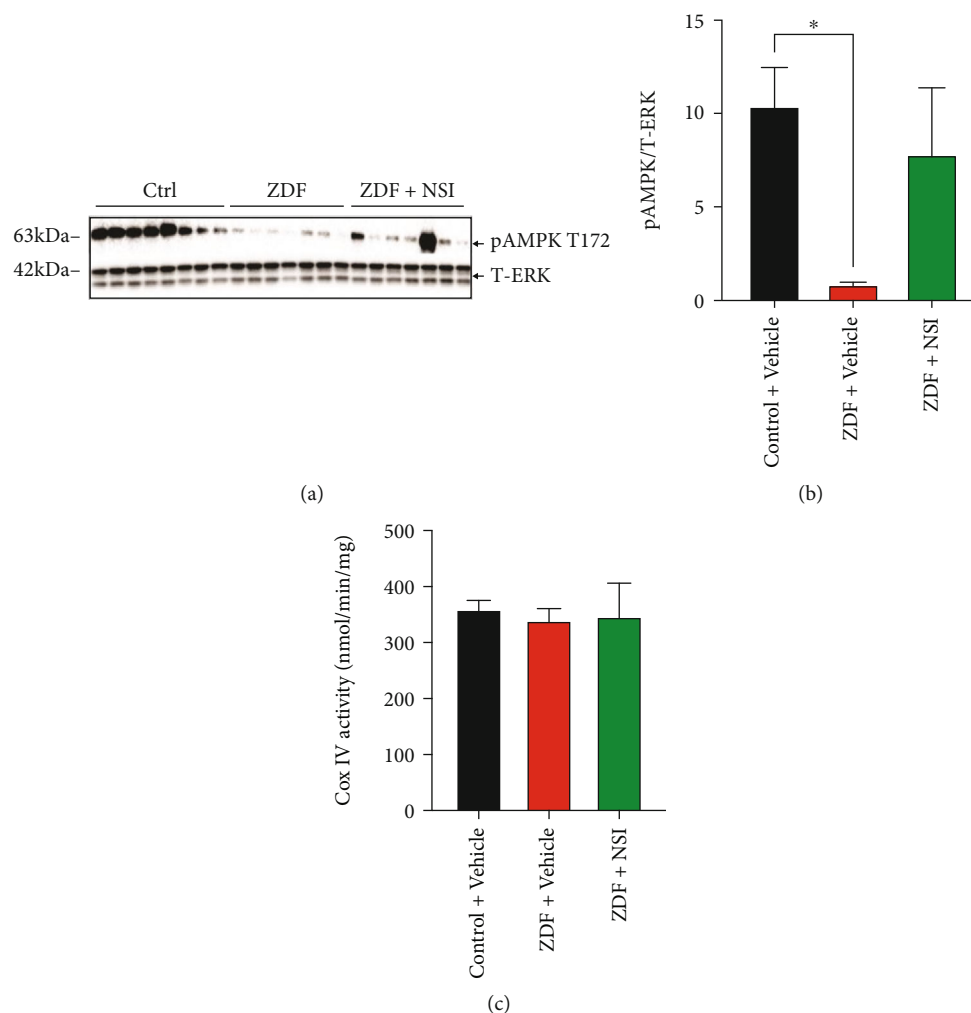 Ctrl ZDF ZDF + NSI
63kDa–
pAMPK T172
42kDa–
T-ERK
(a)
*
15
10
5
0
pAMPK/T-ERK
Control + Vehicle
ZDF + Vehicle
ZDF + NSI
(b)
500
400
300
200
100
0
Cox IV activity (nmol/min/mg)
Control + Vehicle
ZDF + Vehicle
ZDF + NSI
(c)